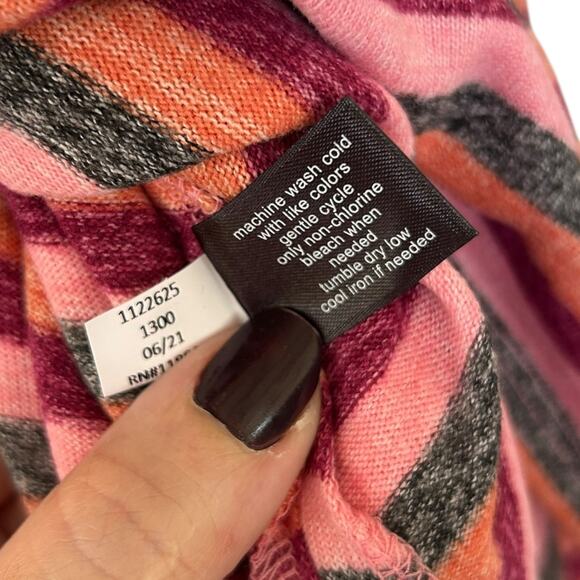 machine wash cold
with like colors
gentle cycle
only non-chlorine
bleach when
needed
tumble dry low
cool iron if needed
1122625
1300
06/21